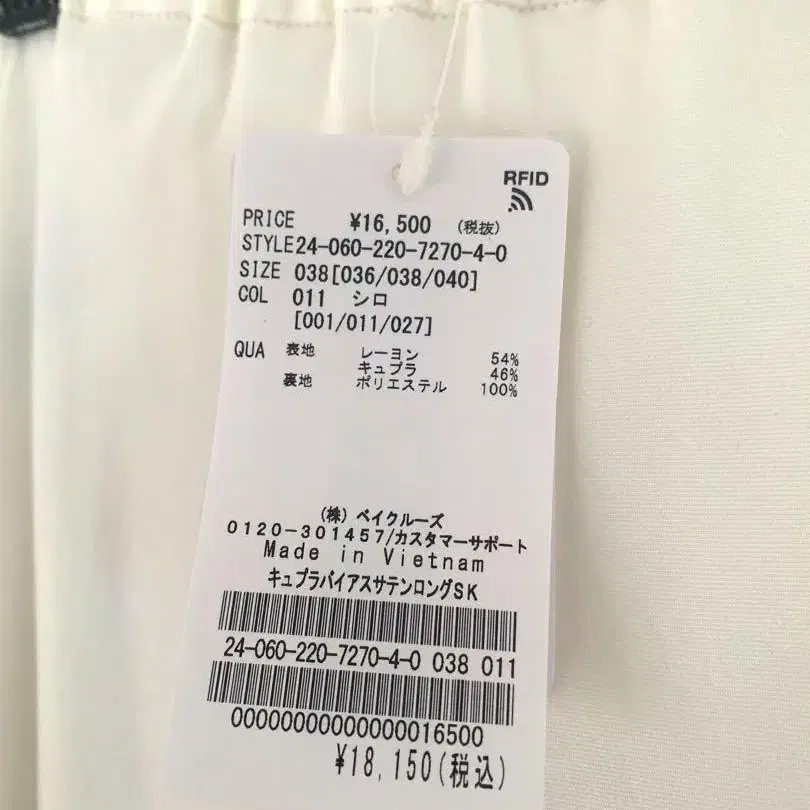 RFID
PRICE ¥16,500 (税抜)
STYLE24-060-220-7270-4-0
SIZE 038[036/038/040]
COL 011 シロ
[001/011/027]
QUA 表地 レーヨン 54%
キュプラ 46%
裏地 ポリエステル 100%
(株) ベイクルーズ
0120-301457/カスタマーサポート
Made in Vietnam
キュプラバイアスサテンロングSK
24-060-220-7270-4-0 038 011
00000000000000016500
¥18,150(税込)